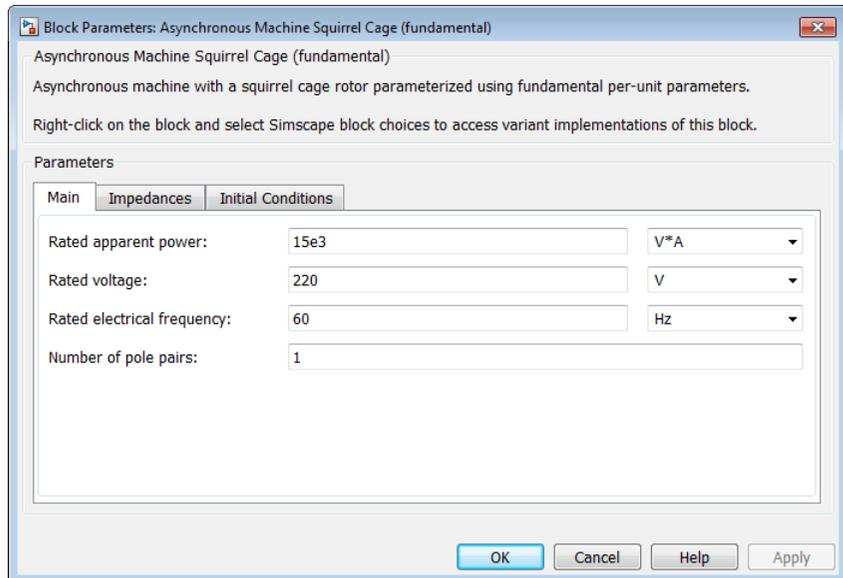 Block Parameters: Asynchronous Machine Squirrel Cage (fundamental)
Asynchronous Machine Squirrel Cage (fundamental)
Asynchronous machine with a squirrel cage rotor parameterized using fundamental per-unit parameters.
Right-click on the block and select Simscape block choices to access variant implementations of this block.
Parameters
Main Impedances Initial Conditions
Rated apparent power: 15e3 V*A
Rated voltage: 220 V
Rated electrical frequency: 60 Hz
Number of pole pairs: 1
OK Cancel Help Apply